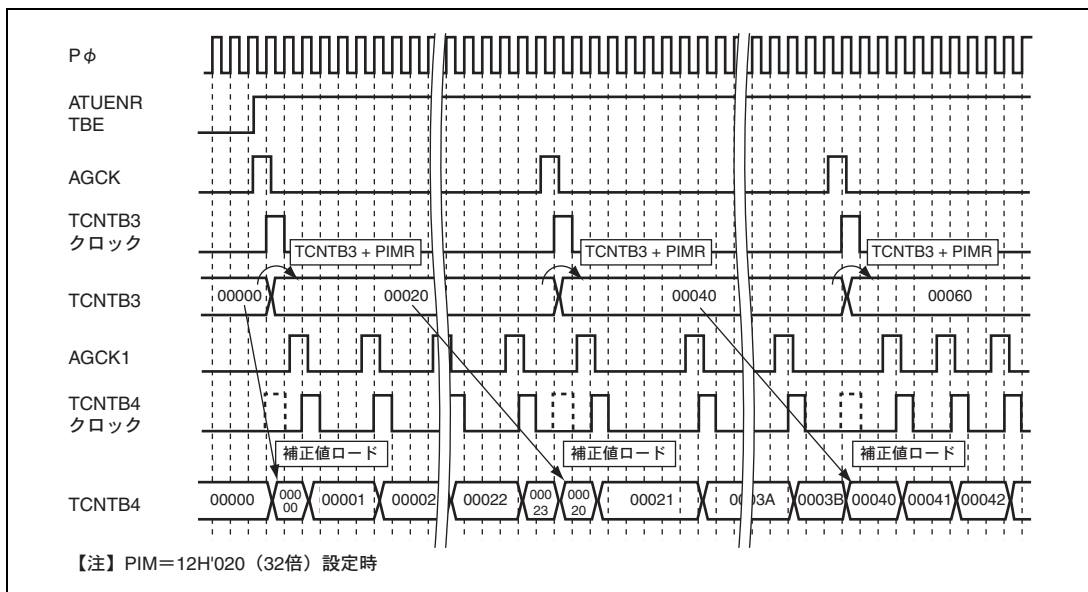 Pφ
ATUENR
TBE
AGCK
TCNTB3
クロック
TCNTB3 + PIMR
TCNTB3 + PIMR
TCNTB3 + PIMR
TCNTB3
00000
00020
00040
00060
AGCK1
TCNTB4
クロック
補正値ロード
補正値ロード
補正値ロード
TCNTB4
00000
000
00
00001
00002
00022
000
23
000
20
00021
0003A
0003B
00040
00041
00042
【注】PIM=12H'020(32倍)設定時